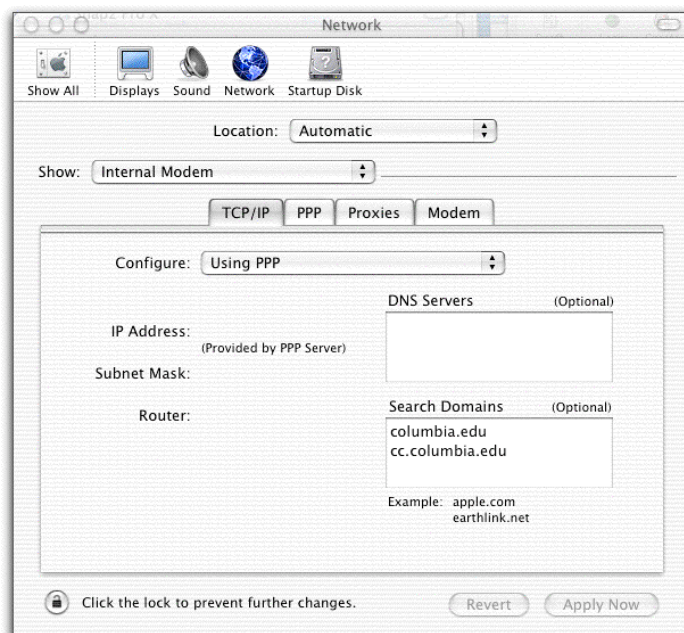 Snapz Pro X
Network
Show All
Displays
Sound
Network
Startup Disk
Location:
Automatic
Show:
Internal Modem
TCP/IP
PPP
Proxies
Modem
Configure:
Using PPP
DNS Servers
(Optional)
IP Address:
(Provided by PPP Server)
Subnet Mask:
Router:
Search Domains
(Optional)
columbia.edu
cc.columbia.edu
Example: apple.com
earthlink.net
Click the lock to prevent further changes.
Revert
Apply Now